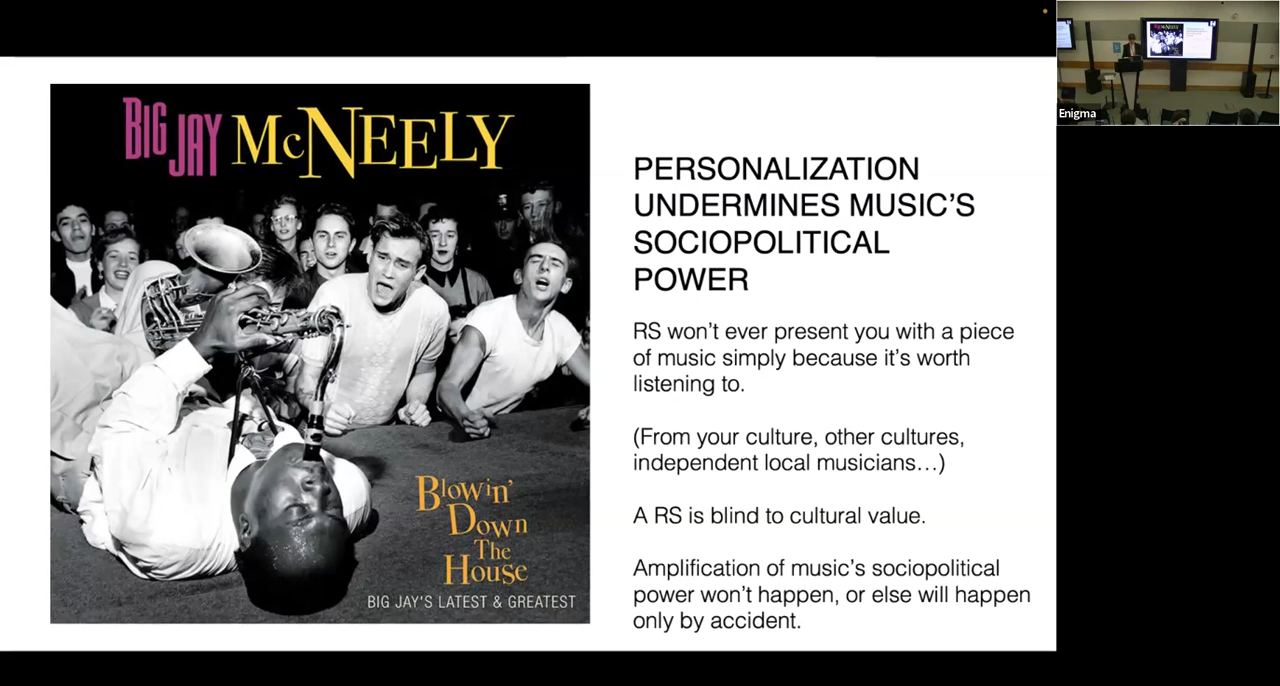 BIG JAY McNEELY
Blowin'
Down
The
House
BIG JAY'S LATEST & GREATEST
PERSONALIZATION
UNDERMINES MUSIC'S
SOCIOPOLITICAL
POWER
RS won't ever present you with a piece
of music simply because it's worth
listening to.
(From your culture, other cultures,
independent local musicians…)
A RS is blind to cultural value.
Amplification of music's sociopolitical
power won't happen, or else will happen
only by accident.
Enigma